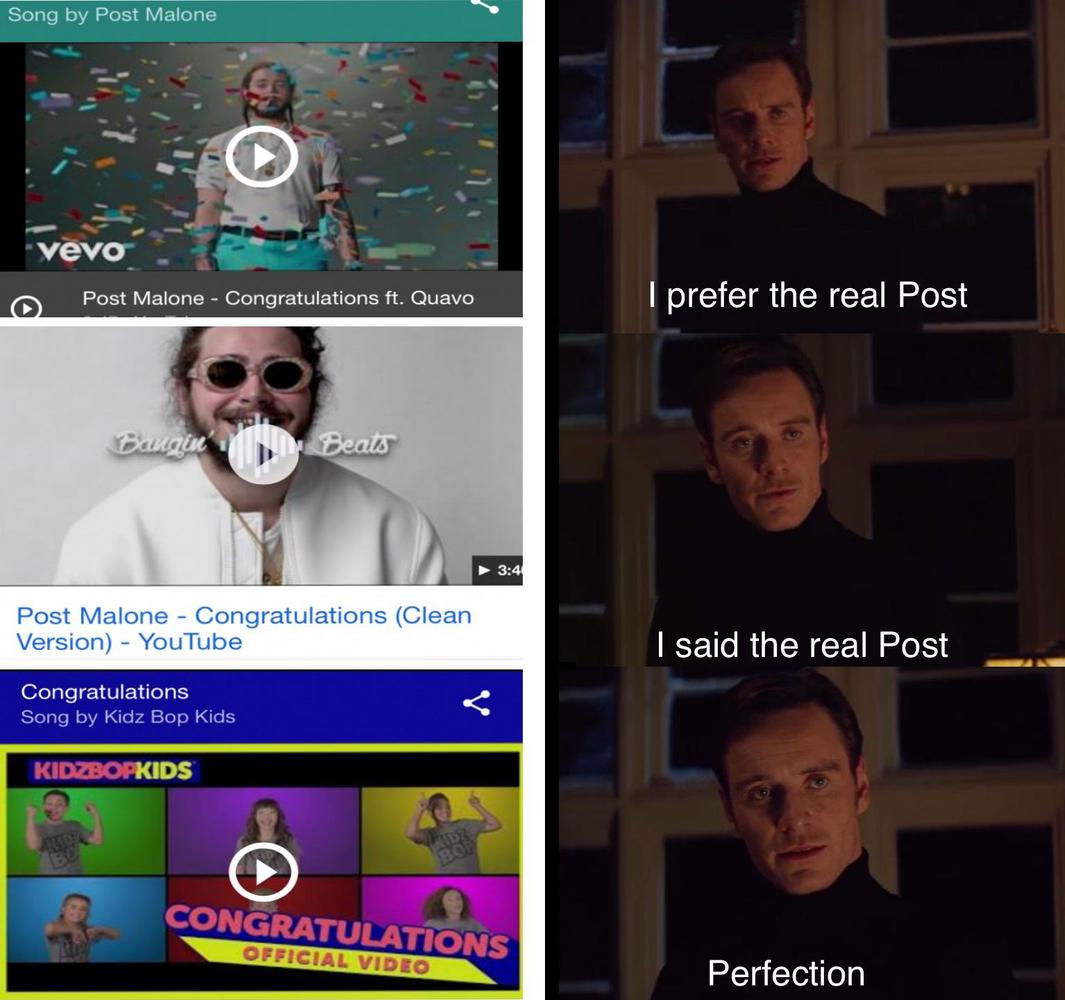 Song by Post Malone
vevo
Post Malone - Congratulations ft. Quavo
I prefer the real Post
Bangin' Beats
3:4
Post Malone - Congratulations (Clean
Version) - YouTube
I said the real Post
Congratulations
Song by Kidz Bop Kids
KIDZBOPKIDS
KIDZ
BOP
KIDZ
BOP
CONGRATULATIONS
OFFICIAL VIDEO
Perfection